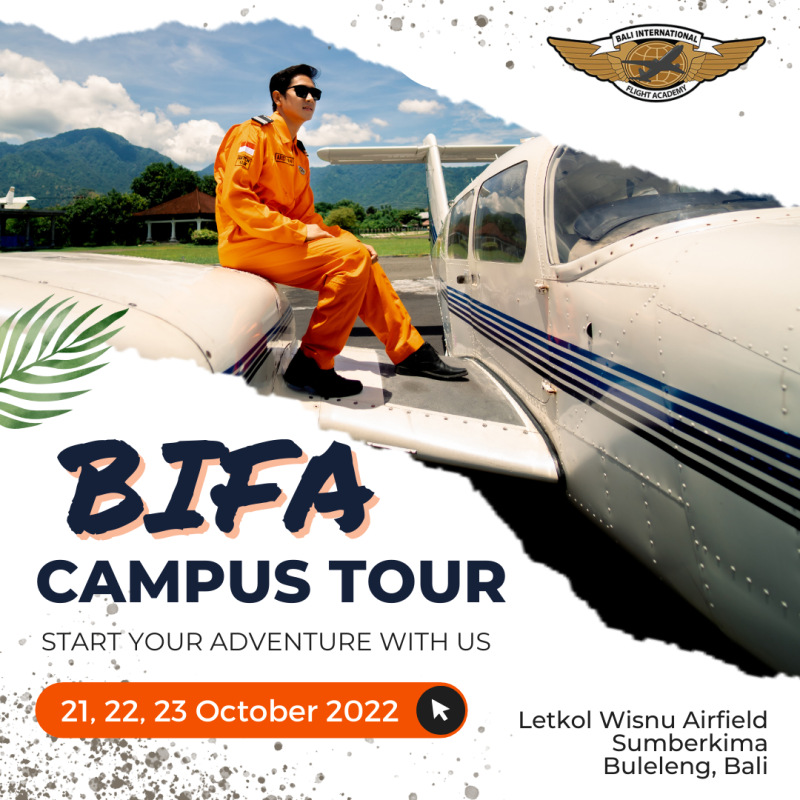 BALI INTERNATIONAL
FLIGHT ACADEMY
BIFA
CAMPUS TOUR
START YOUR ADVENTURE WITH US
21, 22, 23 October 2022
Letkol Wisnu Airfield
Sumberkima
Buleleng, Bali